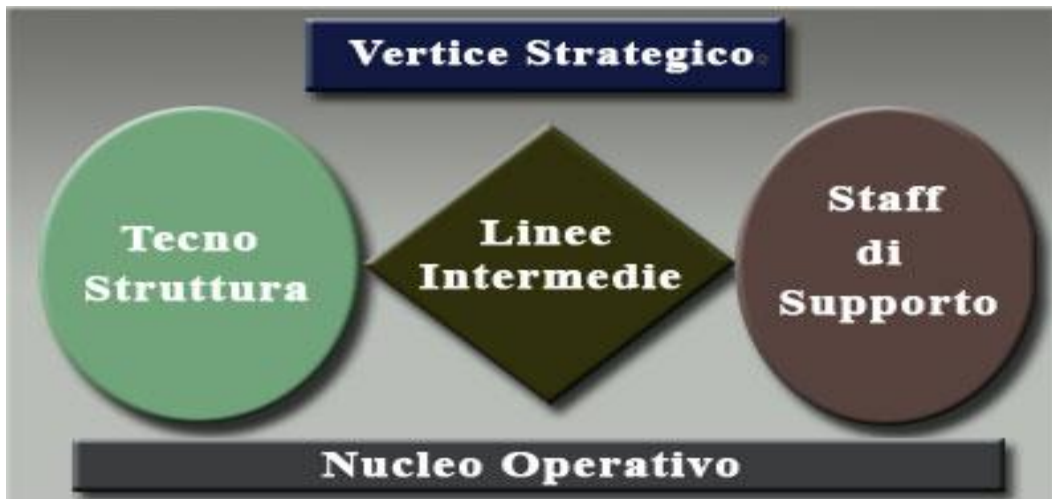 Vertice Strategico
Tecno
Struttura
Linee
Intermedie
Staff
di
Supporto
Nucleo Operativo